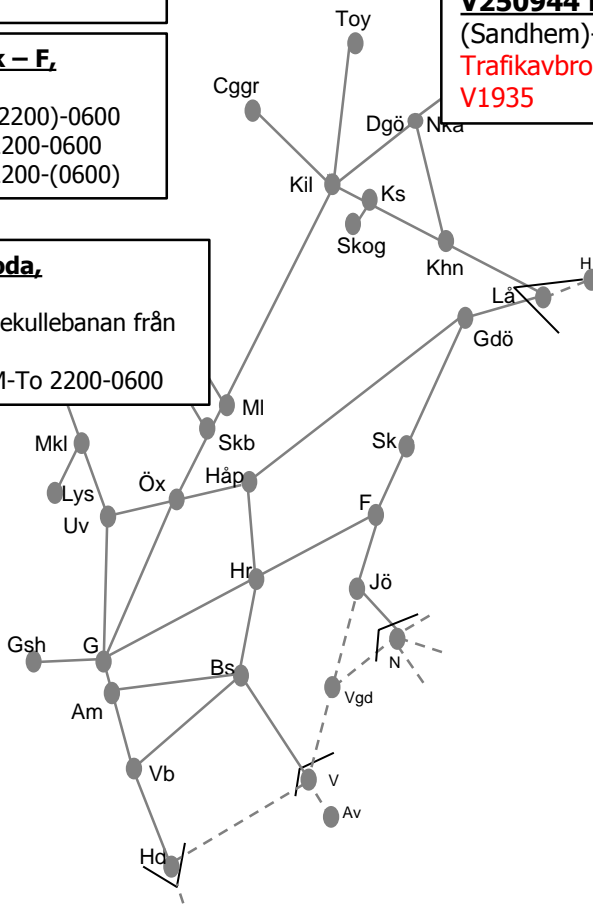 V250944
(Sandhem)-
Trafikavbro
V1935
x – F,
2200)-0600
200-0600
200-(0600)
oda,
ekullebanan från
M-To 2200-0600
Toy
Cggr
Dgö
Nka
Kil
Ks
Skog
Khn
H
Lå
Gdö
Ml
Skb
Mkl
Sk
Öx
Håp
Lys
Uv
F
Hr
Jö
Gsh
G
Bs
N
Am
Vgd
Vb
V
Av
Hd